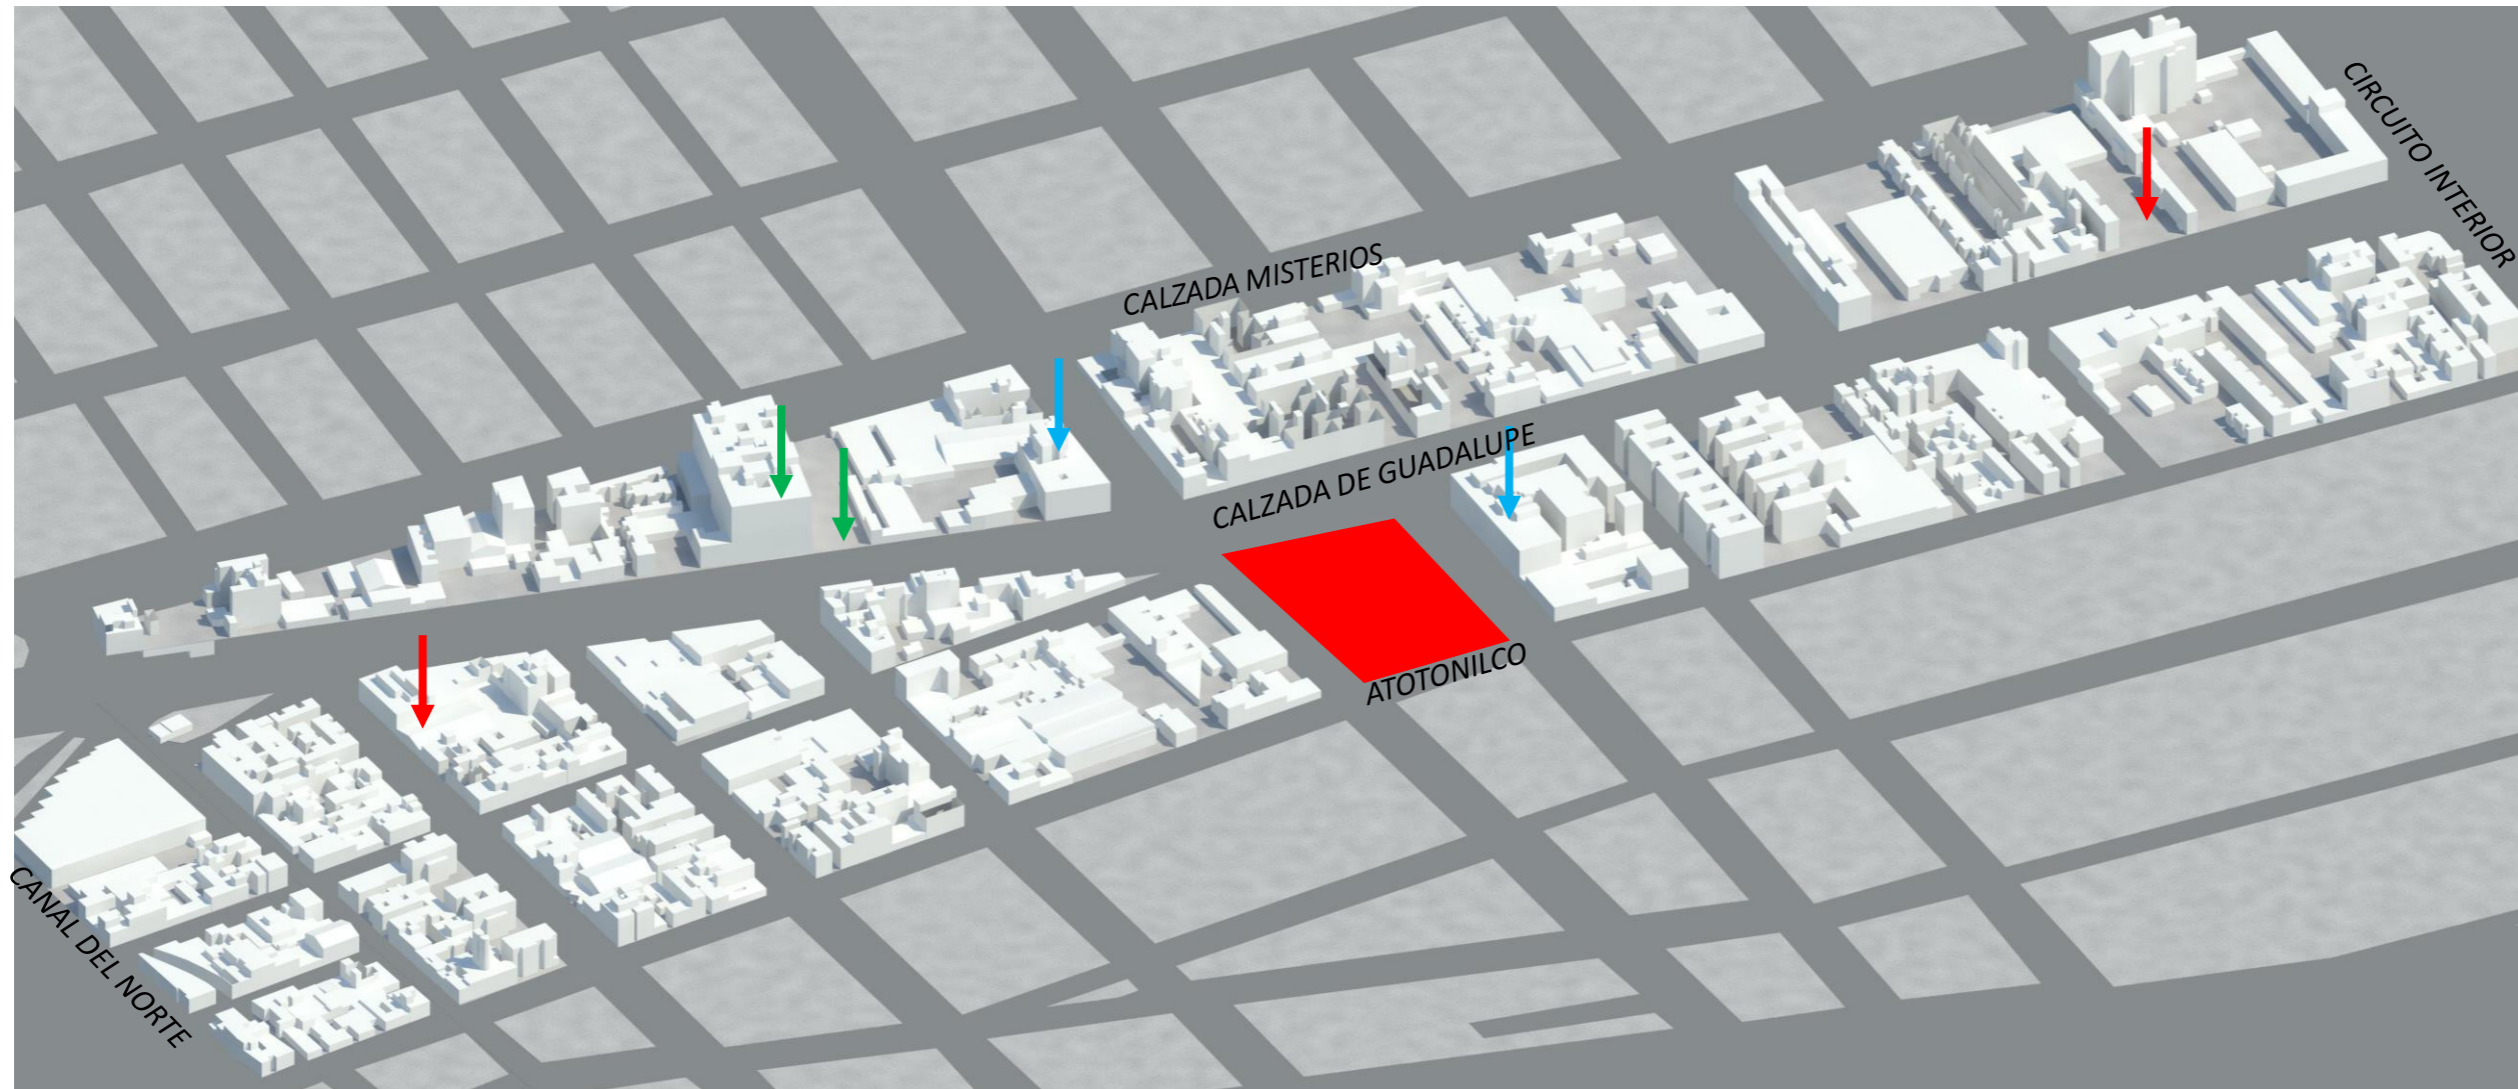 CIRCUITO INTERIOR
CALZADA MISTERIOS
CALZADA DE GUADALUPE
ATOTONILCO
CANAL DEL NORTE